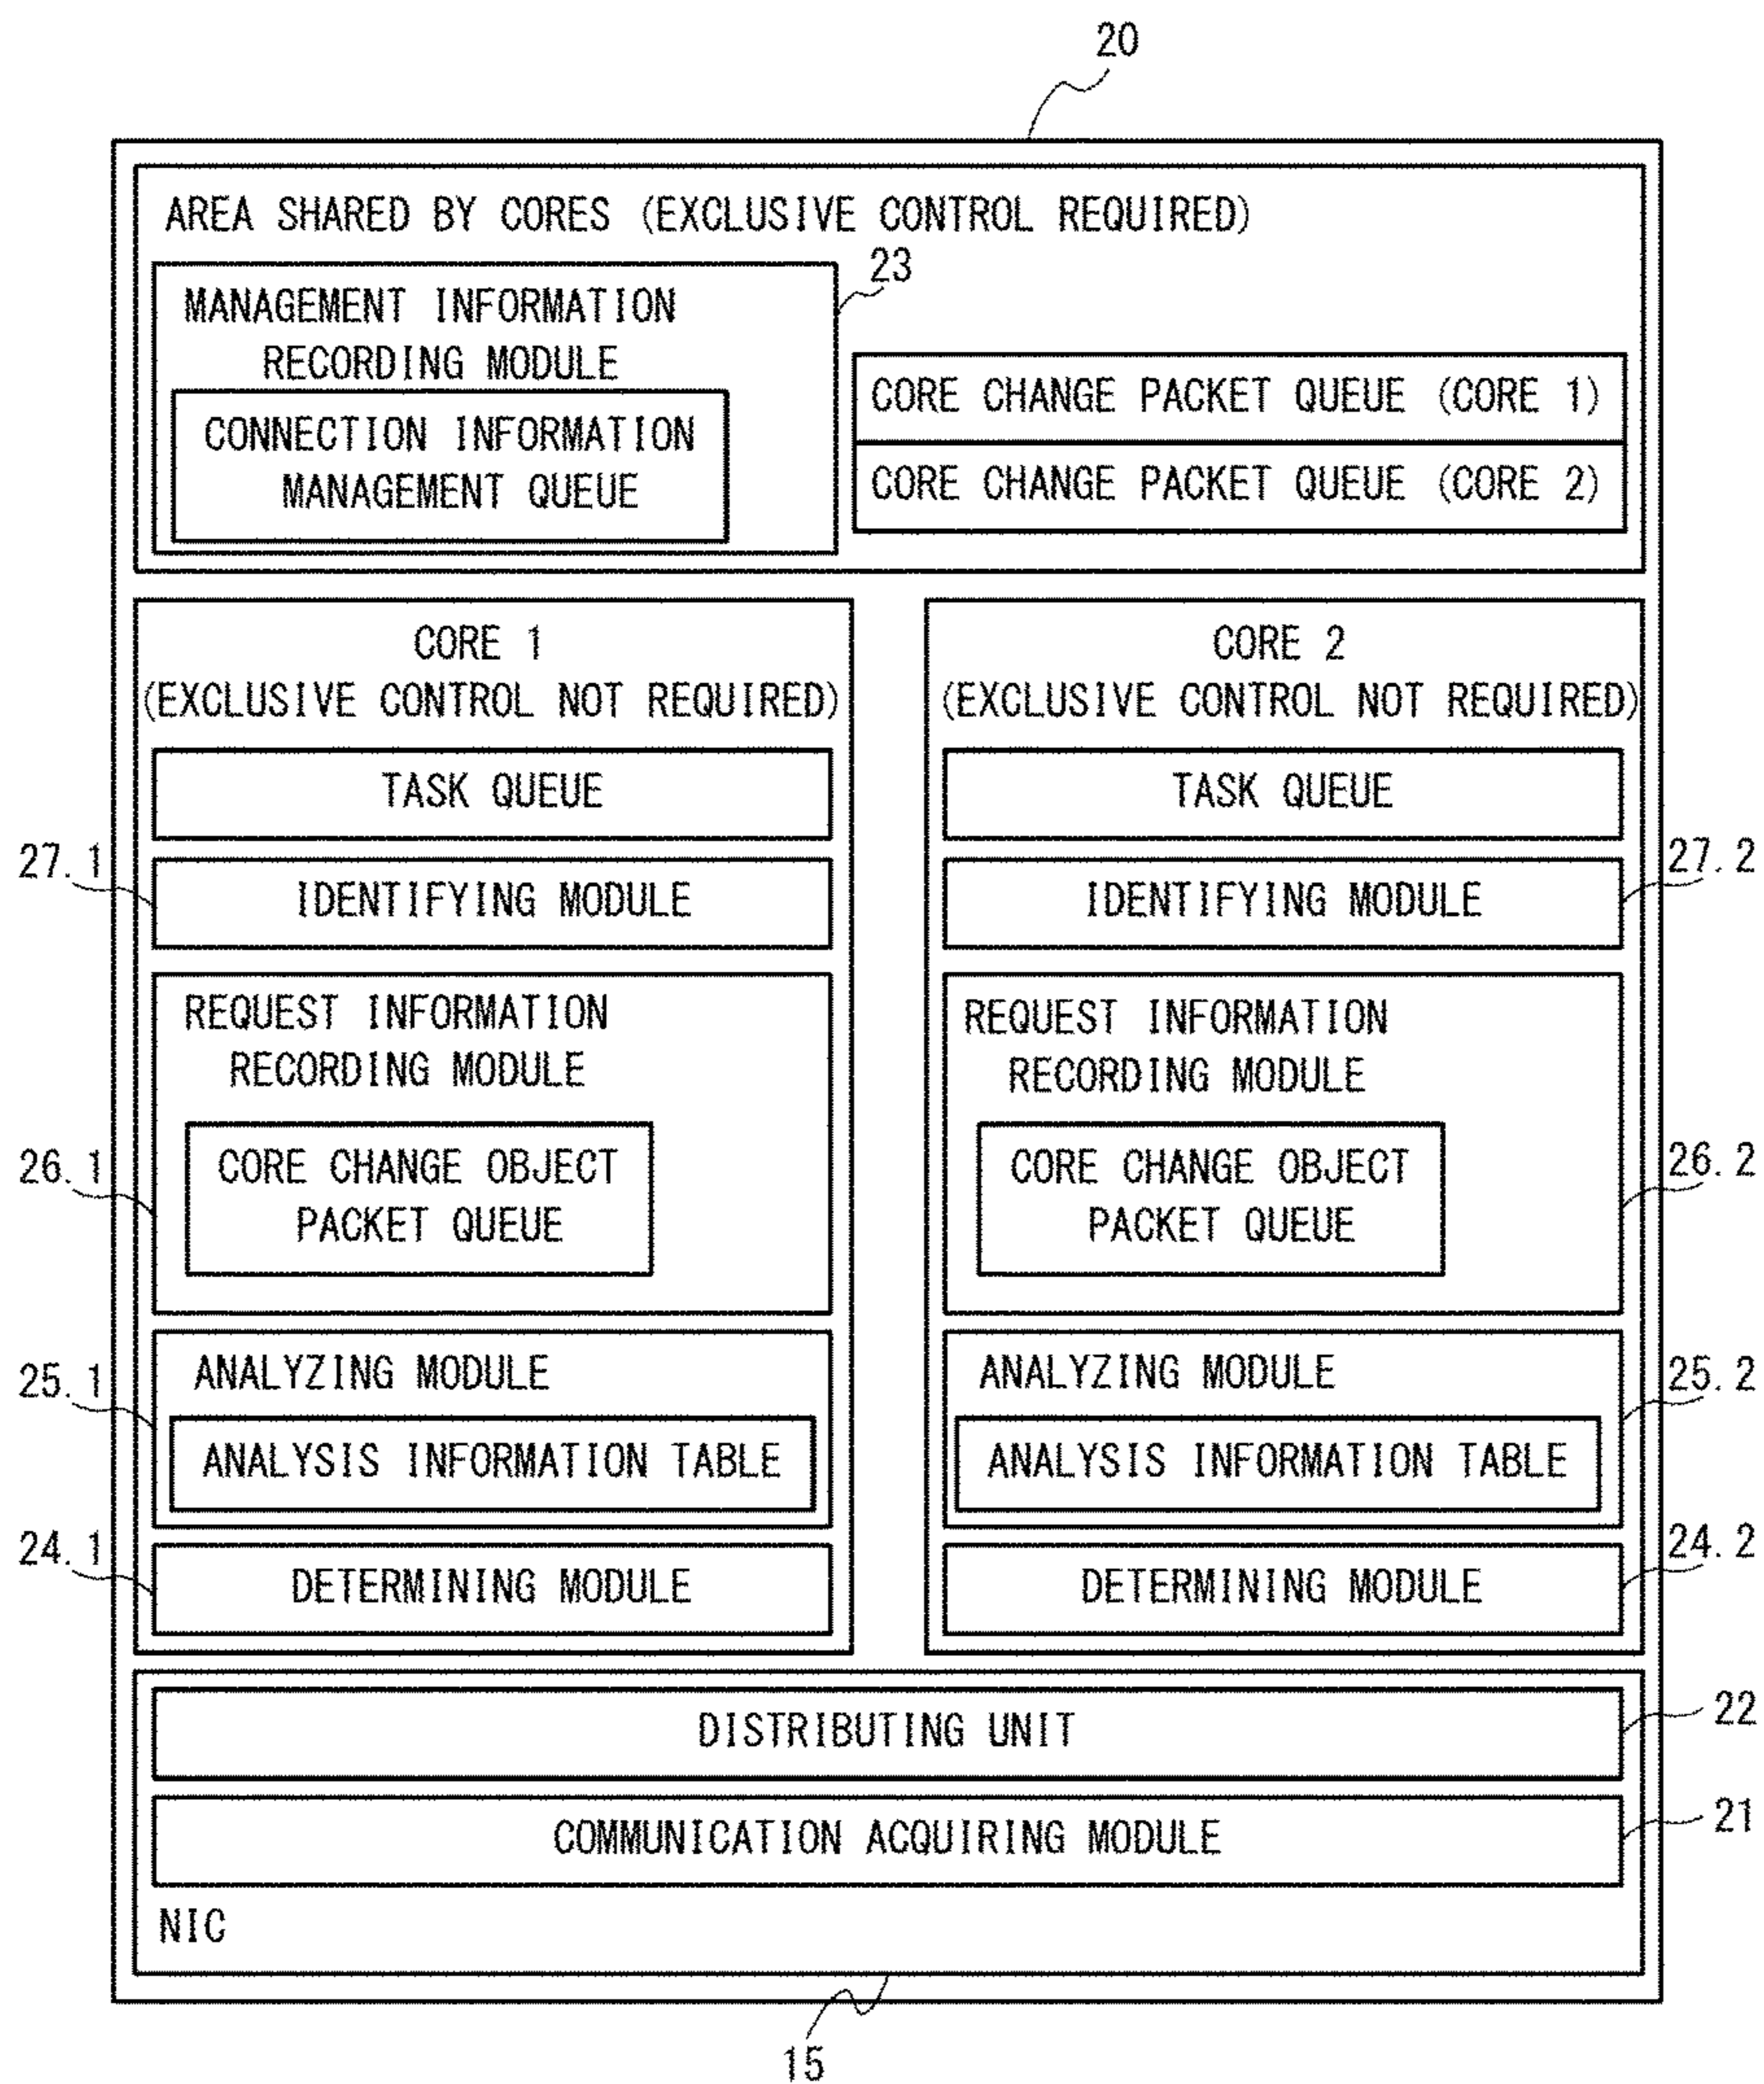 20
AREA SHARED BY CORES (EXCLUSIVE CONTROL REQUIRED)
23
MANAGEMENT INFORMATION
RECORDING MODULE
CONNECTION INFORMATION
MANAGEMENT QUEUE
CORE CHANGE PACKET QUEUE (CORE 1)
CORE CHANGE PACKET QUEUE (CORE 2)
CORE 1
(EXCLUSIVE CONTROL NOT REQUIRED)
TASK QUEUE
27.1
IDENTIFYING MODULE
REQUEST INFORMATION
RECORDING MODULE
26.1
CORE CHANGE OBJECT
PACKET QUEUE
25.1
ANALYZING MODULE
ANALYSIS INFORMATION TABLE
24.1
DETERMINING MODULE
CORE 2
(EXCLUSIVE CONTROL NOT REQUIRED)
TASK QUEUE
27.2
IDENTIFYING MODULE
REQUEST INFORMATION
RECORDING MODULE
26.2
CORE CHANGE OBJECT
PACKET QUEUE
25.2
ANALYZING MODULE
ANALYSIS INFORMATION TABLE
24.2
DETERMINING MODULE
DISTRIBUTING UNIT
22
COMMUNICATION ACQUIRING MODULE
21
NIC
15